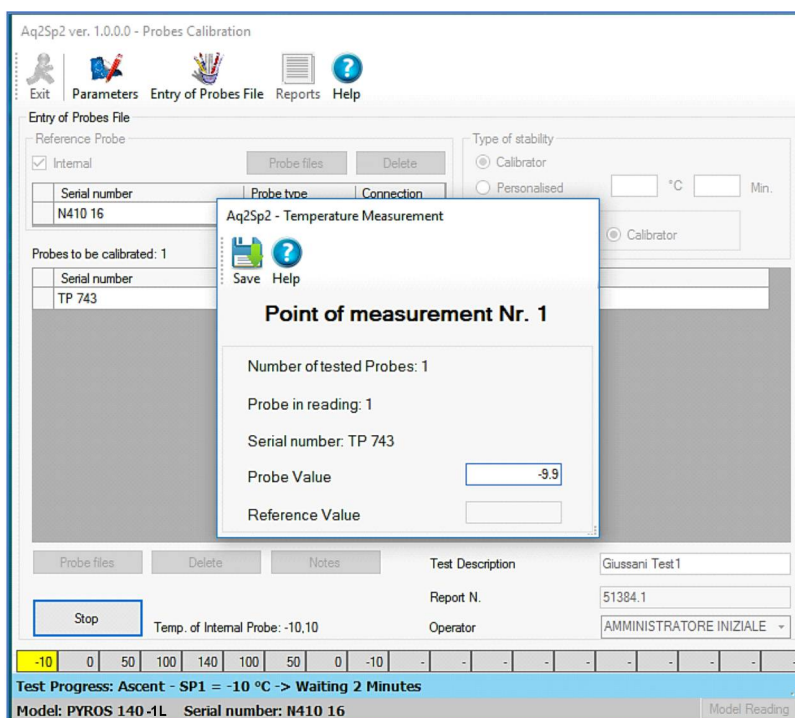 Aq2Sp2 ver. 1.0.0.0 - Probes Calibration
Exit Parameters Entry of Probes File Reports Help
Entry of Probes File
Reference Probe
Internal Probe files Delete
Serial number Probe type Connection
N410 16
Type of stability
Calibrator
Personalised °C Min.
Calibrator
Probes to be calibrated: 1
Serial number
TP 743
Aq2Sp2 - Temperature Measurement
Save Help
Point of measurement Nr. 1
Number of tested Probes: 1
Probe in reading: 1
Serial number: TP 743
Probe Value -9.9
Reference Value
Probe files Delete Notes
Test Description Giussani Test1
Report N. 51384.1
Stop Temp. of Internal Probe: -10,10
Operator AMMINISTRATORE INIZIALE
-10 0 50 100 140 100 50 0 -10 - - - - - - - - -
Test Progress: Ascent - SP1 = -10 °C -> Waiting 2 Minutes
Model: PYROS 140-1L Serial number: N410 16 Model Reading